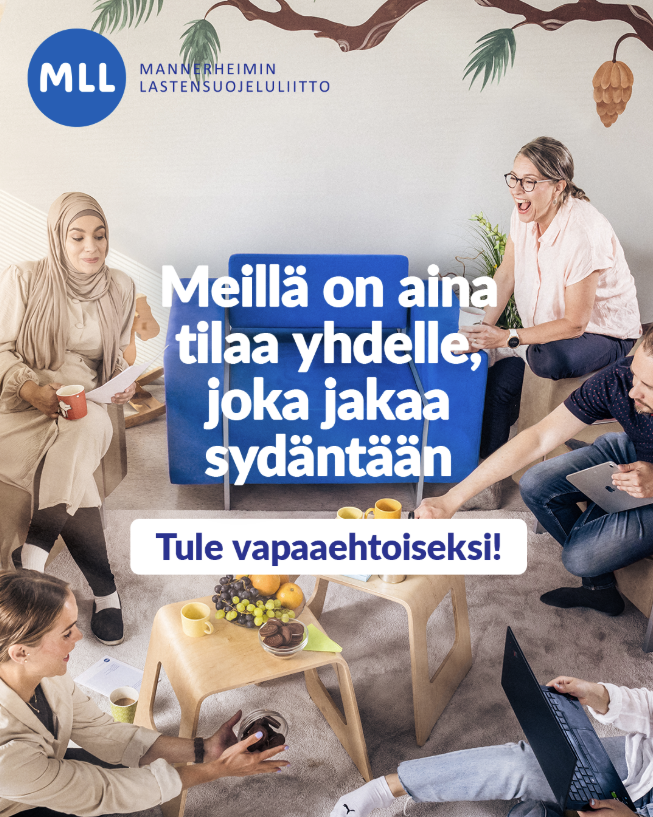 MLL
MANNERHEIMIN
LASTENSUOJELULIITTO
Meillä on aina
tilaa yhdelle,
joka jakaa
sydäntään
Tule vapaaehtoiseksi!